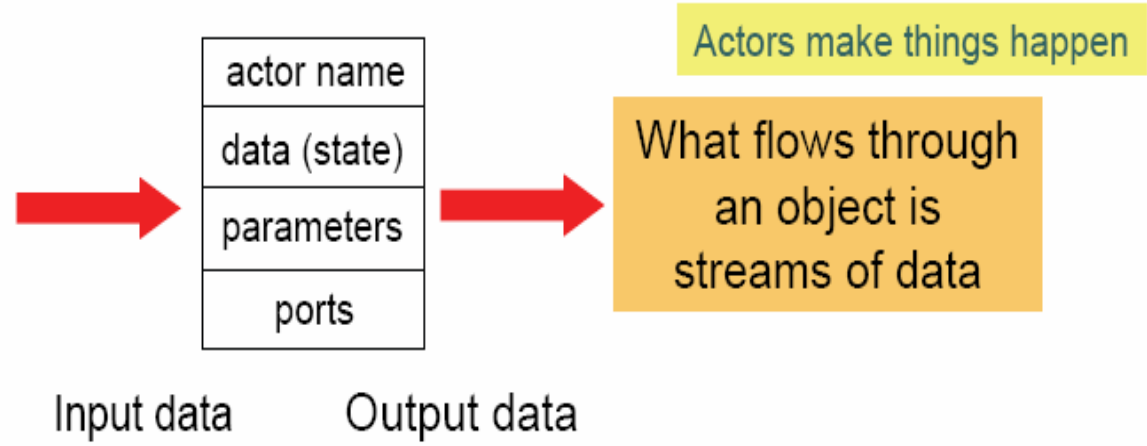 Actors make things happen
actor name
data (state)
parameters
ports
What flows through
an object is
streams of data
Input data
Output data